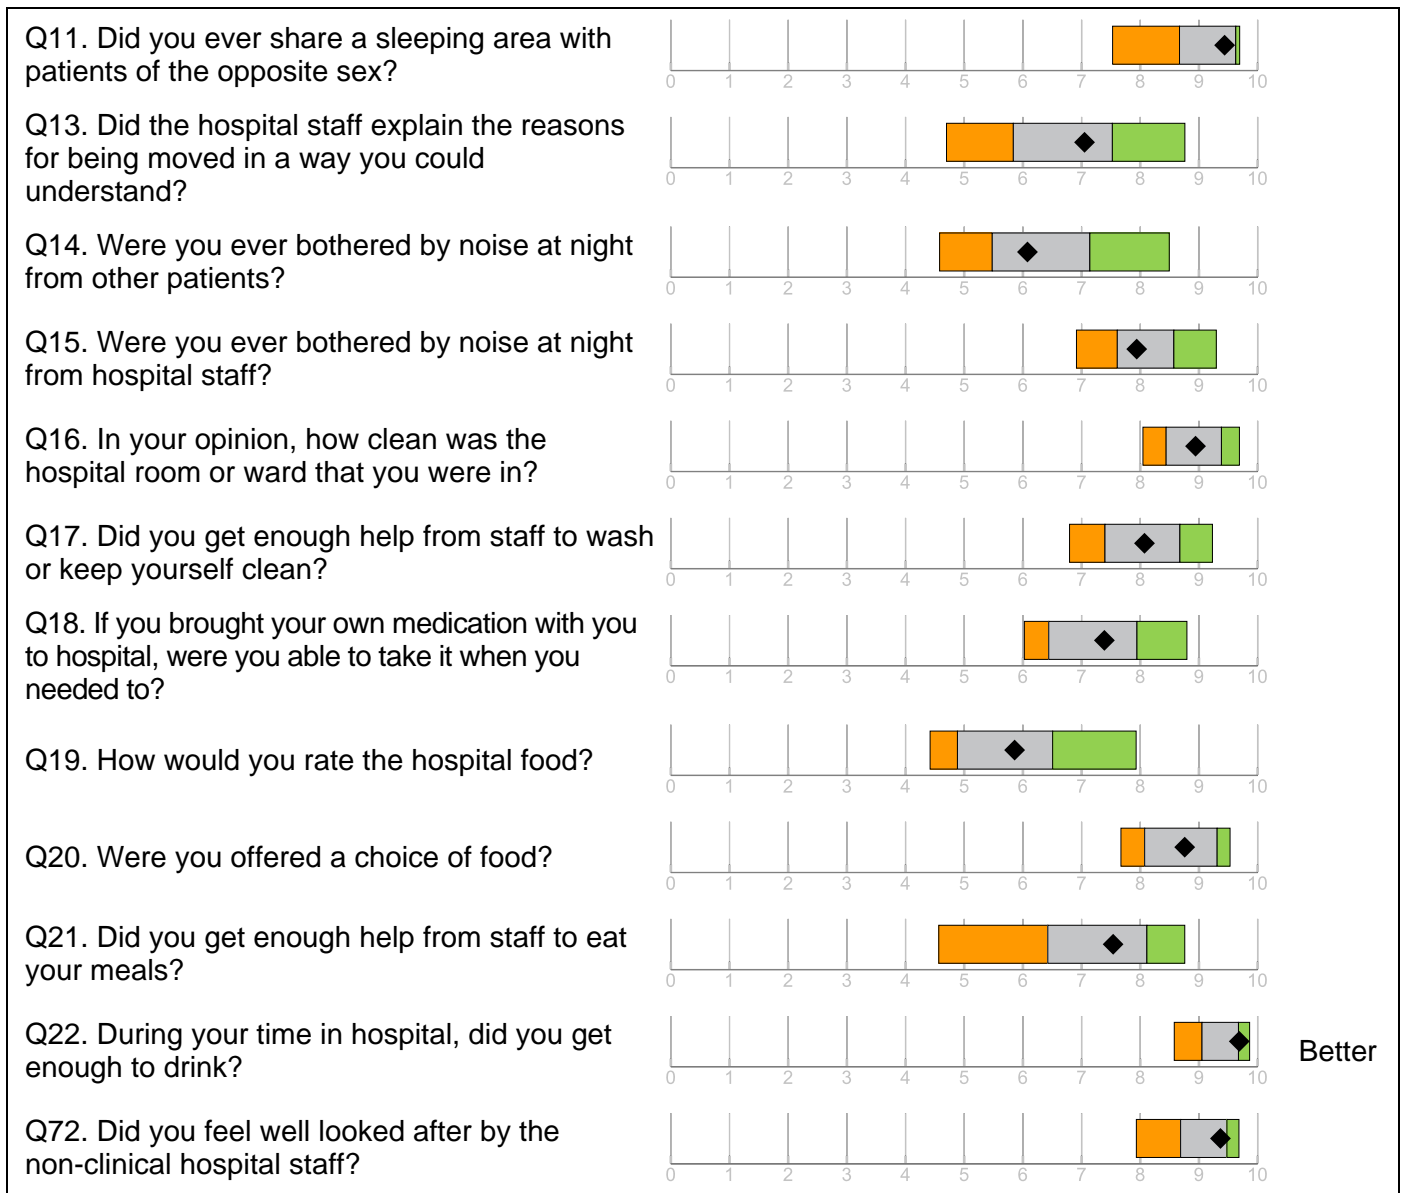 Q11. Did you ever share a sleeping area with
patients of the opposite sex?
0 1 2 3 4 5 6 7 8 9 10
Q13. Did the hospital staff explain the reasons
for being moved in a way you could
understand?
0 1 2 3 4 5 6 7 8 9 10
Q14. Were you ever bothered by noise at night
from other patients?
0 1 2 3 4 5 6 7 8 9 10
Q15. Were you ever bothered by noise at night
from hospital staff?
0 1 2 3 4 5 6 7 8 9 10
Q16. In your opinion, how clean was the
hospital room or ward that you were in?
0 1 2 3 4 5 6 7 8 9 10
Q17. Did you get enough help from staff to wash
or keep yourself clean?
0 1 2 3 4 5 6 7 8 9 10
Q18. If you brought your own medication with you
to hospital, were you able to take it when you
needed to?
0 1 2 3 4 5 6 7 8 9 10
Q19. How would you rate the hospital food?
0 1 2 3 4 5 6 7 8 9 10
Q20. Were you offered a choice of food?
0 1 2 3 4 5 6 7 8 9 10
Q21. Did you get enough help from staff to eat
your meals?
0 1 2 3 4 5 6 7 8 9 10
Q22. During your time in hospital, did you get
enough to drink?
Better
0 1 2 3 4 5 6 7 8 9 10
Q72. Did you feel well looked after by the
non-clinical hospital staff?
0 1 2 3 4 5 6 7 8 9 10